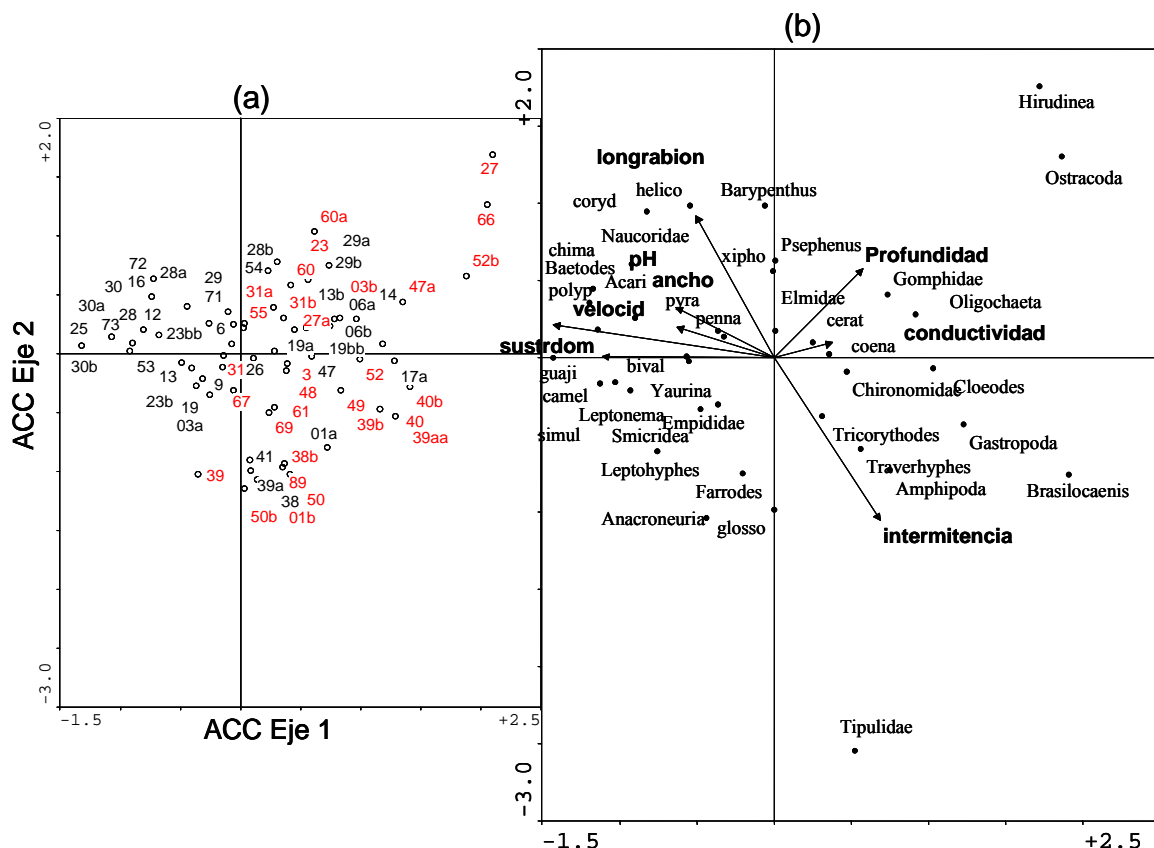 (a)
+2.0
27
66
60a
23
29a
28b
54
60
29b
52b
72
28a
30
16
29
31a
13b
03b
47a
14
30a
71
55
31b
06a
28
12
6
27a
06b
25
73
23bb
19a
19bb
30b
53
31
26
3
47
52
17a
13
9
67
48
40b
23b
19
61
49
40
03a
69
39b
39aa
01a
39
41
38b
39a
89
38
50
50b
01b
-3.0
-1.5
+2.5
ACC Eje 1
ACC Eje 2
(b)
+2.0
Hirudinea
Ostracoda
longrabion
coryd
helico
Barypenthus
Naucoridae
chima
pH
xipho
Psephenus
Profundidad
Baetodes
Acari
ancho
Gomphidae
polyp
pyra
Elmidae
Oligochaeta
velocid
penna
cerat
conductividad
sustrdom
coena
guaji
bival
Chironomidae
Cloeodes
camel
Yaurina
Leptonema
Empididae
simul
Smicridea
Tricorythodes
Gastropoda
Leptohyphes
Traverhyphes
Farrodes
Amphipoda
Brasilocaenis
Anacroneuria
glosso
intermitencia
Tipulidae
-3.0
-1.5
+2.5